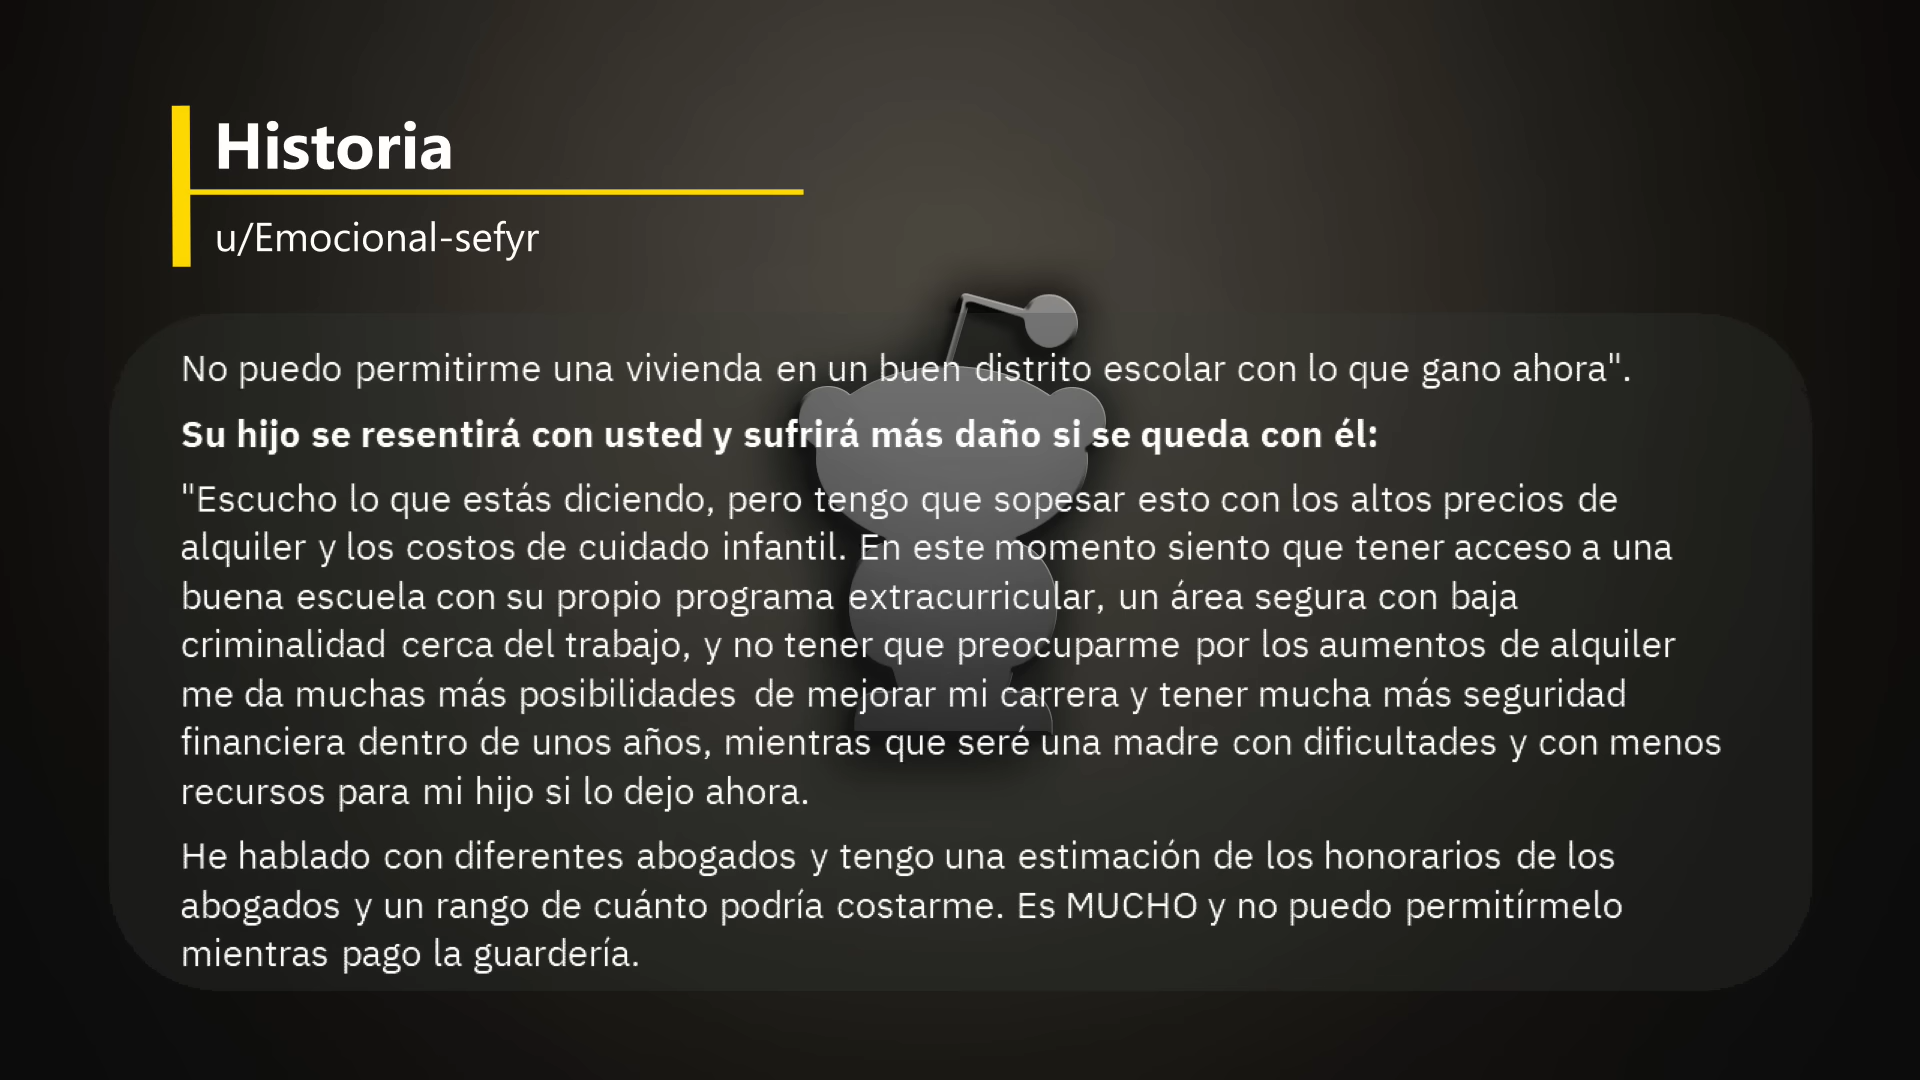 Historia
u/Emocional-sefyr
No puedo permitirme una vivienda en un buen distrito escolar con lo que gano ahora".
Su hijo se resentirá con usted y sufrirá más daño si se queda con él:
"Escucho lo que estás diciendo, pero tengo que sopesar esto con los altos precios de
alquiler y los costos de cuidado infantil. En este momento siento que tener acceso a una
buena escuela con su propio programa extracurricular, un área segura con baja
criminalidad cerca del trabajo, y no tener que preocuparme por los aumentos de alquiler
me da muchas más posibilidades de mejorar mi carrera y tener mucha más seguridad
financiera dentro de unos años, mientras que seré una madre con dificultades y con menos
recursos para mi hijo si lo dejo ahora.
He hablado con diferentes abogados y tengo una estimación de los honorarios de los
abogados y un rango de cuánto podría costarme. Es MUCHO y no puedo permitírmelo
mientras pago la guardería.